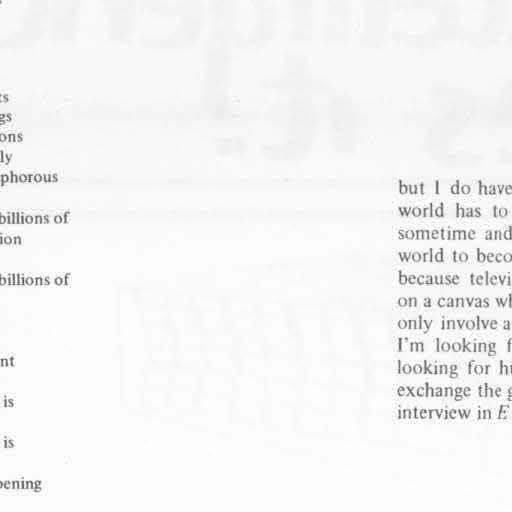 ts
gs
ons
ly
phorous
billions of
ion
billions of
nt
is
is
pening
but I do have
world has to
sometime and
world to beco
because televi
on a canvas wh
only involve a
I'm looking f
looking for hu
exchange the g
interview in E